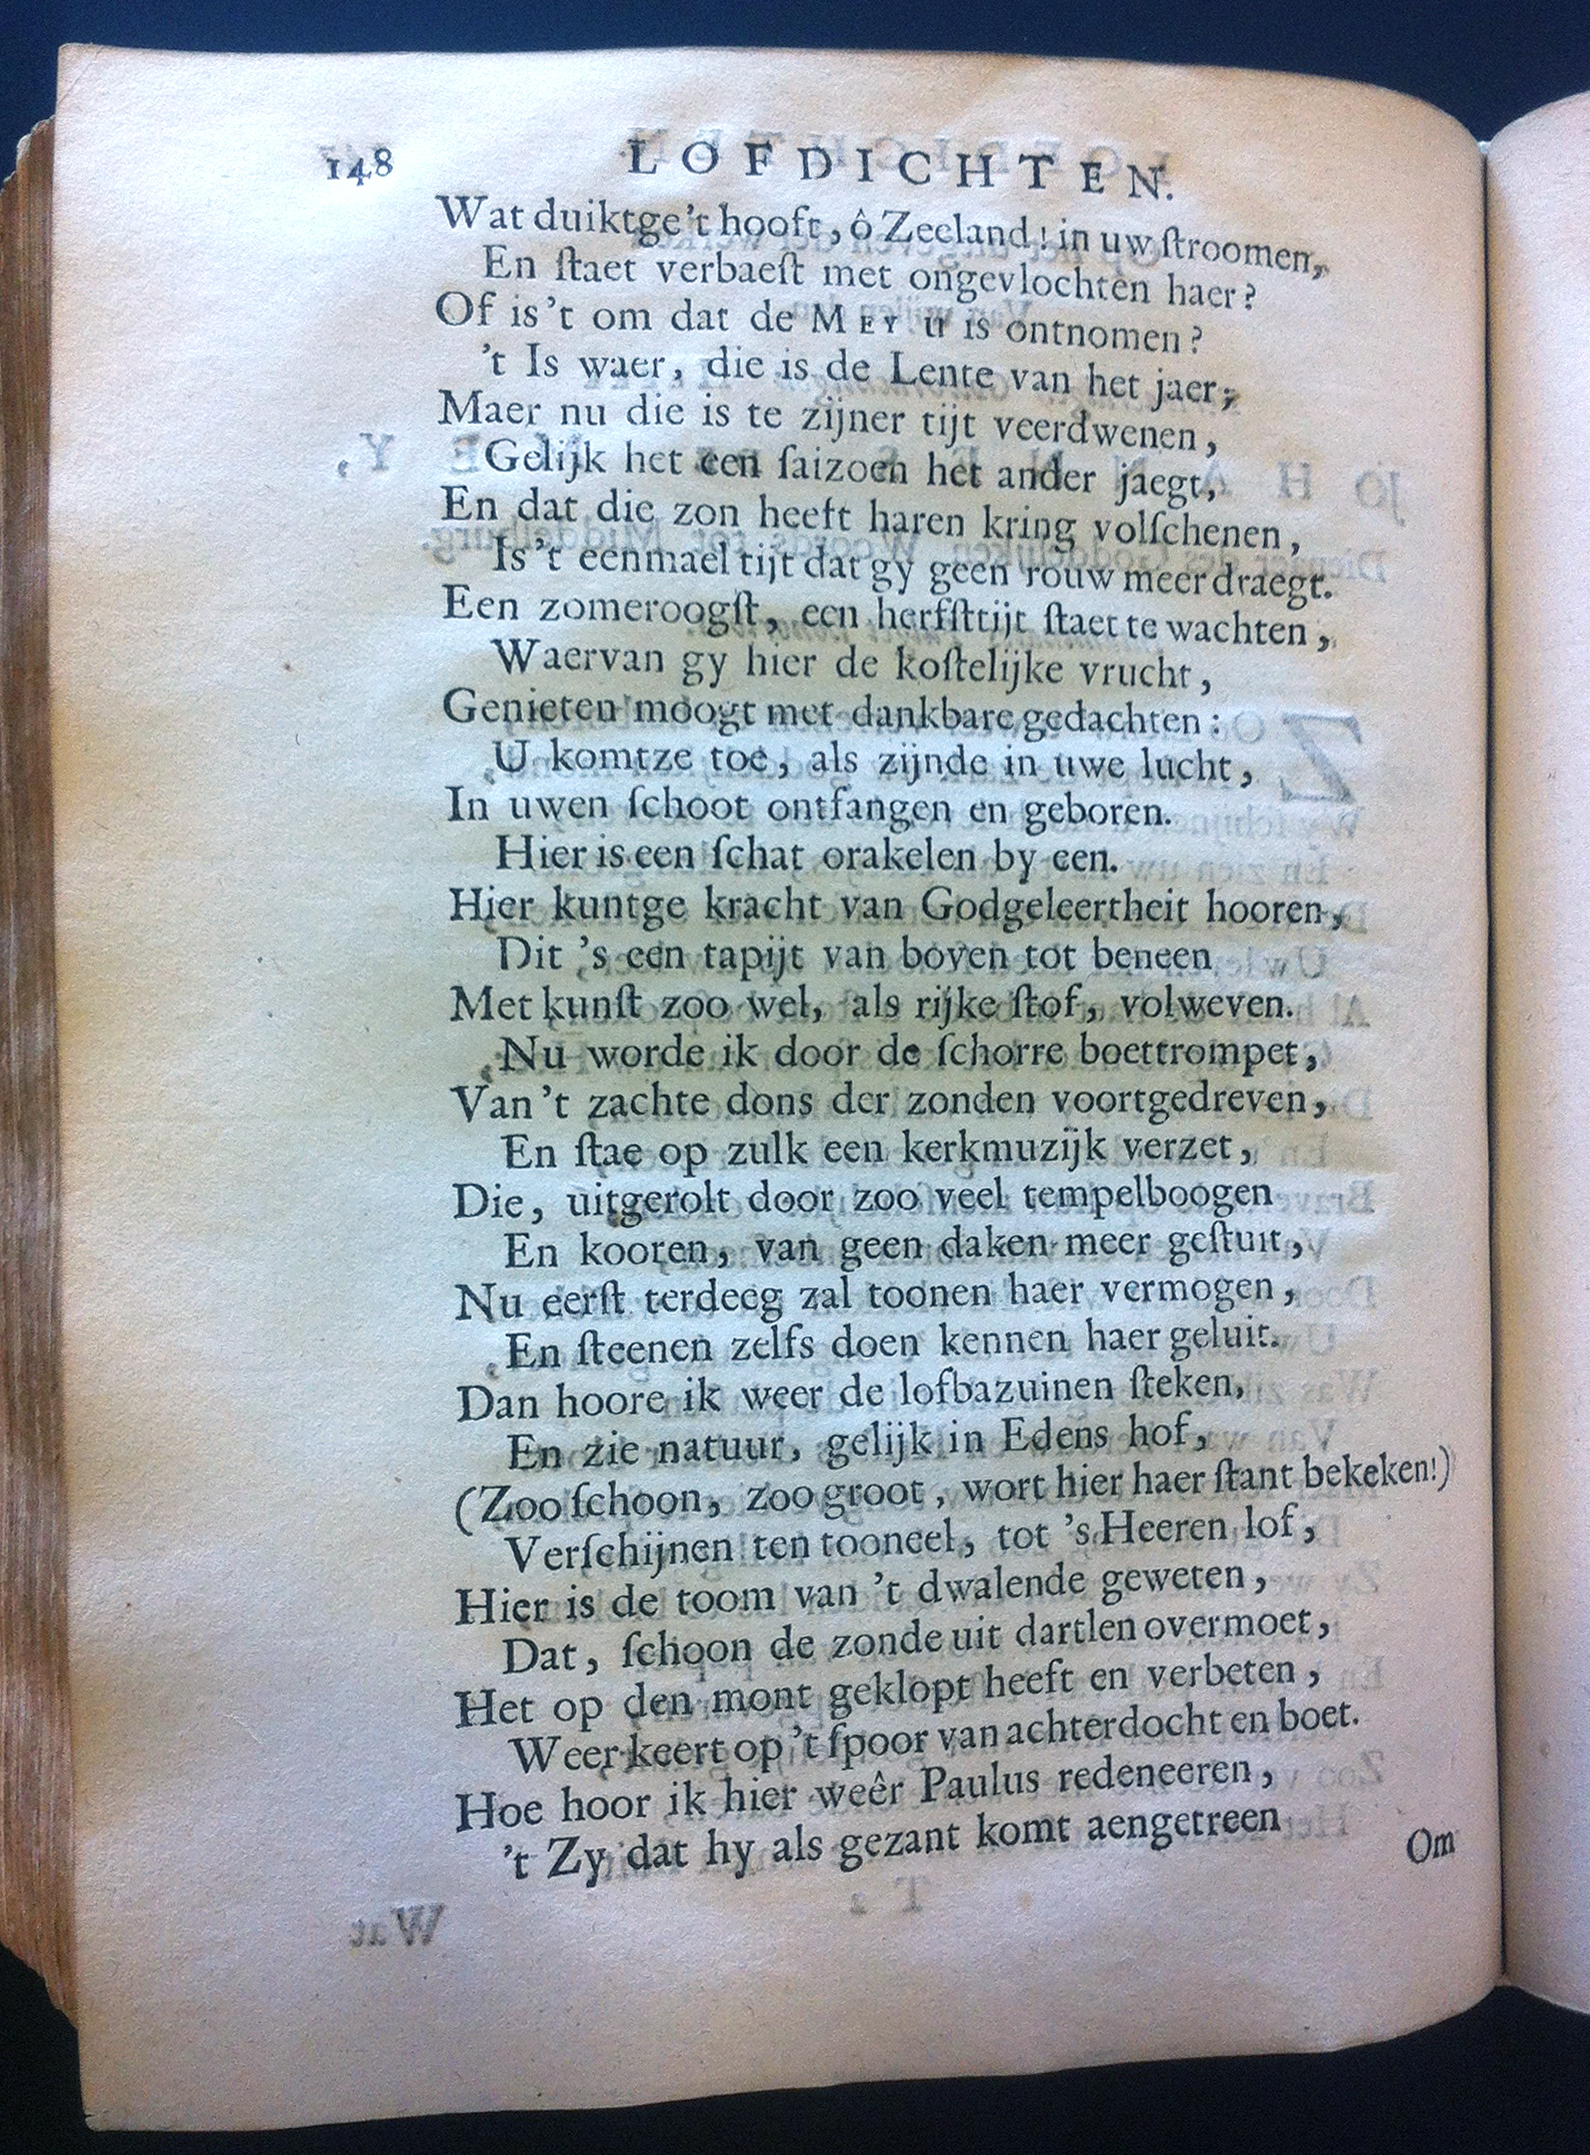 148 LOFDICHTEN.
Wat duiktge 't hooft, ô Zeeland! in uw ſtroomen,
En ſtaet verbaeſt met ongevlochten haer?
Of is 't om dat de MEY u is ontnomen?
't Is waer, die is de Lente van het jaer;
Maer nu die is te zijner tijt veerdwenen,
Gelijk het een ſaizoen het ander jaegt,
En dat die zon heeft haren kring volſchenen,
Is 't eenmael tijt dat gy geen rouw meer draegt.
Een zomeroogſt, een herfſttijt ſtaet te wachten,
Waervan gy hier de koſtelijke vrucht,
Genieten moogt met dankbare gedachten:
U komtze toe, als zijnde in uwe lucht,
In uwen ſchoot ontfangen en geboren.
Hier is een ſchat orakelen by een.
Hier kuntge kracht van Godgeleertheit hooren,
Dit 's een tapijt van boven tot beneen
Met kunſt zoo wel, als rijke ſtof, volweven.
Nu worde ik door de ſchorre boettrompet,
Van 't zachte dons der zonden voortgedreven,
En ſtae op zulk een kerkmuzijk verzet,
Die, uitgerolt door zoo veel tempelboogen
En kooren, van geen daken meer geſtuit,
Nu eerſt terdeeg zal toonen haer vermogen,
En ſteenen zelfs doen kennen haer geluit.
Dan hoore ik weer de lofbazuinen ſteken,
En zie natuur, gelijk in Edens hof,
(Zoo ſchoon, zoo groot, wort hier haer ſtant bekeken!)
Verſchijnen ten tooneel, tot 's Heeren lof,
Hier is de toom van 't dwalende geweten,
Dat, ſchoon de zonde uit dartlen overmoet,
Het op den mont geklopt heeft en verbeten,
Weer keert op 't ſpoor van achterdocht en boet.
Hoe hoor ik hier weêr Paulus redeneeren,
't Zy dat hy als gezant komt aengetreen
Om